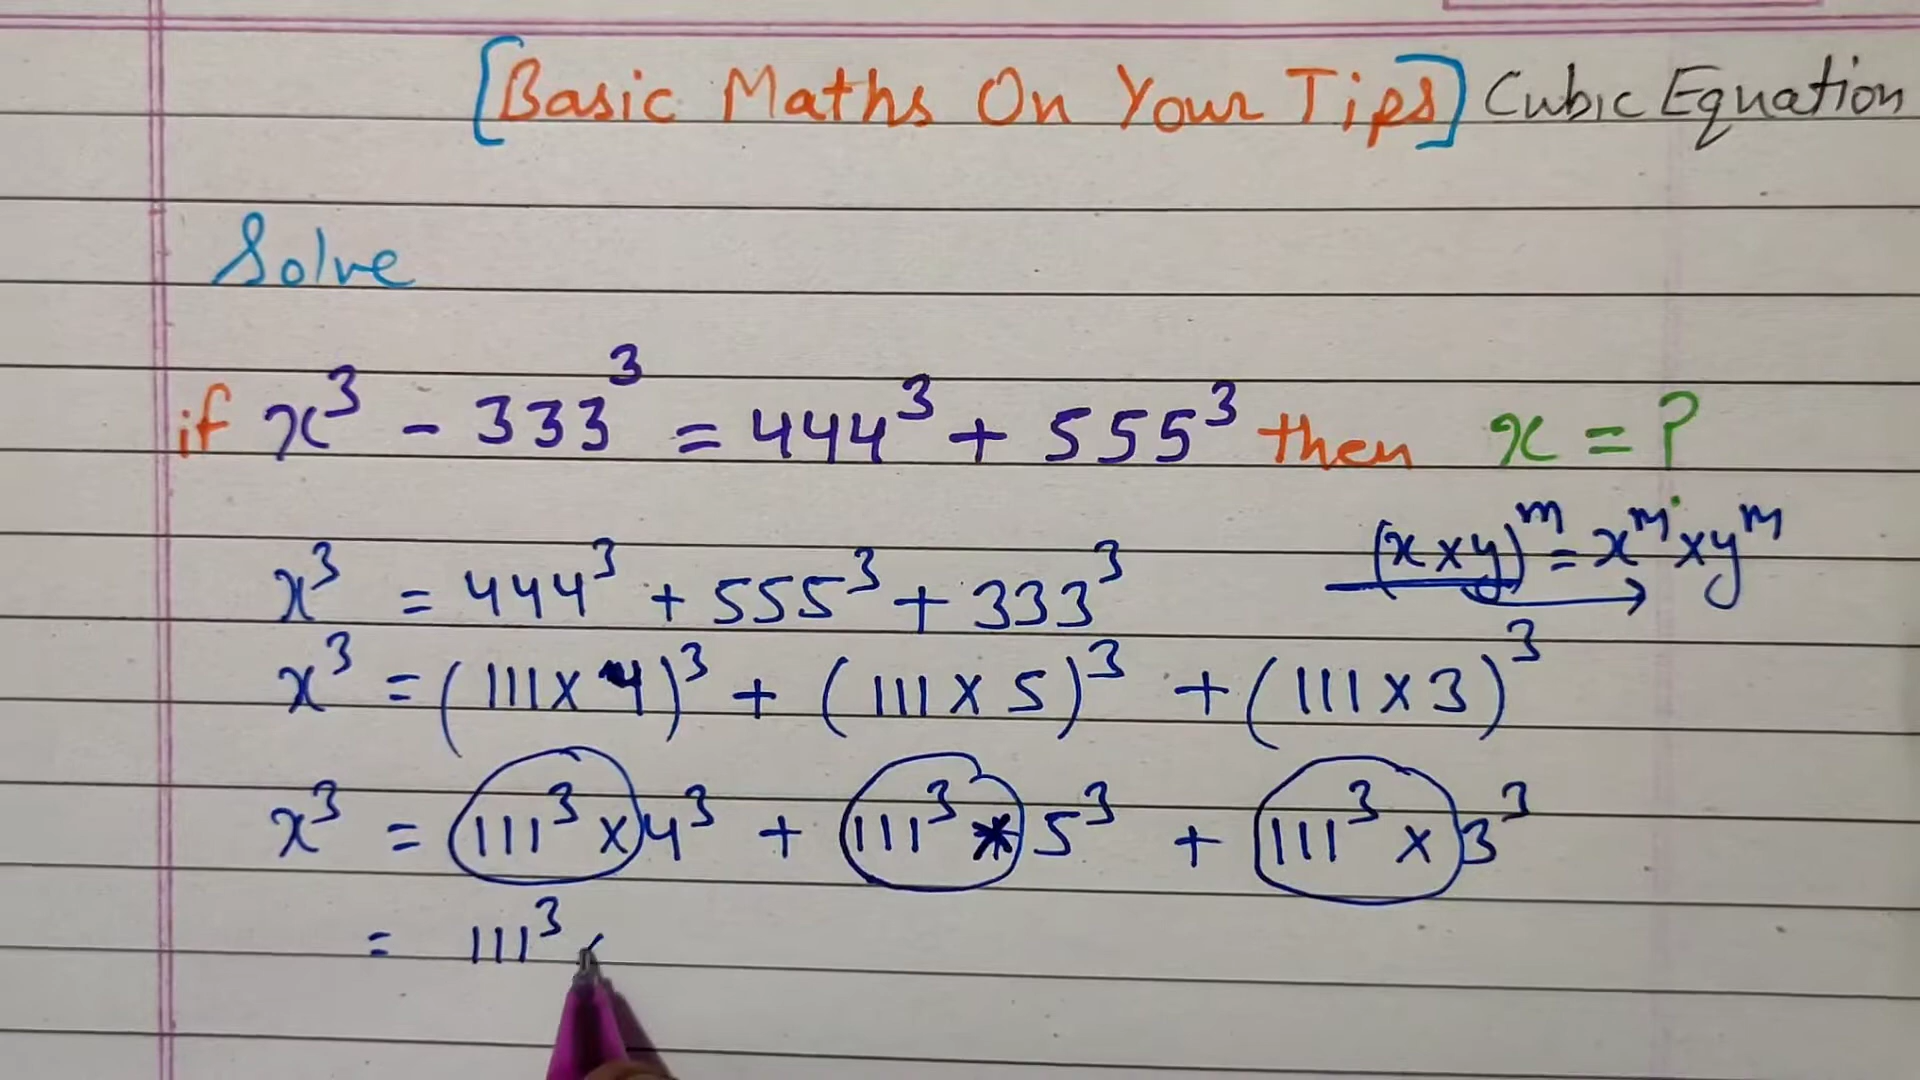 [Basic Maths On Your Tips] Cubic Equation
Solve
if x³ - 333³ = 444³ + 555³ then x = ?
(x×y)ᵐ = xᵐ×yᵐ
x³ = 444³ + 555³ + 333³
x³ = (111×4)³ + (111×5)³ + (111×3)³
x³ = 111³×4³ + 111³×5³ + 111³×3³
= 111³ (